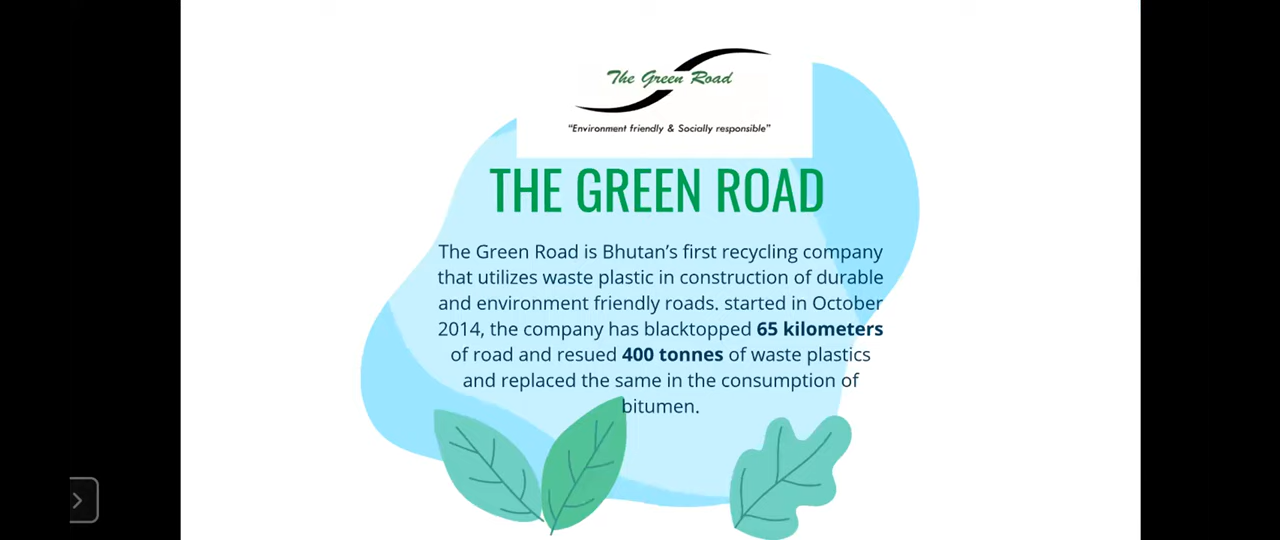 The Green Road
“Environment friendly & Socially responsible”
THE GREEN ROAD
The Green Road is Bhutan’s first recycling company
that utilizes waste plastic in construction of durable
and environment friendly roads. started in October
2014, the company has blacktopped 65 kilometers
of road and resued 400 tonnes of waste plastics
and replaced the same in the consumption of
bitumen.